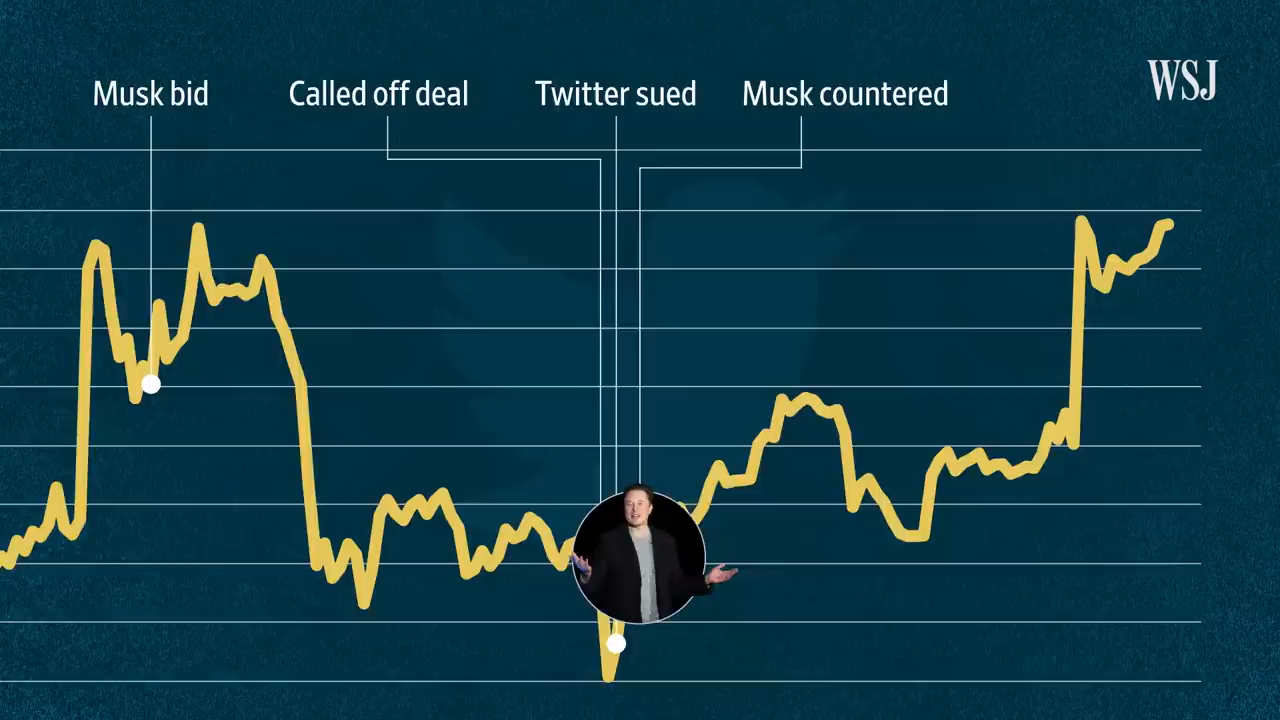 Musk bid
Called off deal
Twitter sued
Musk countered
WSJ